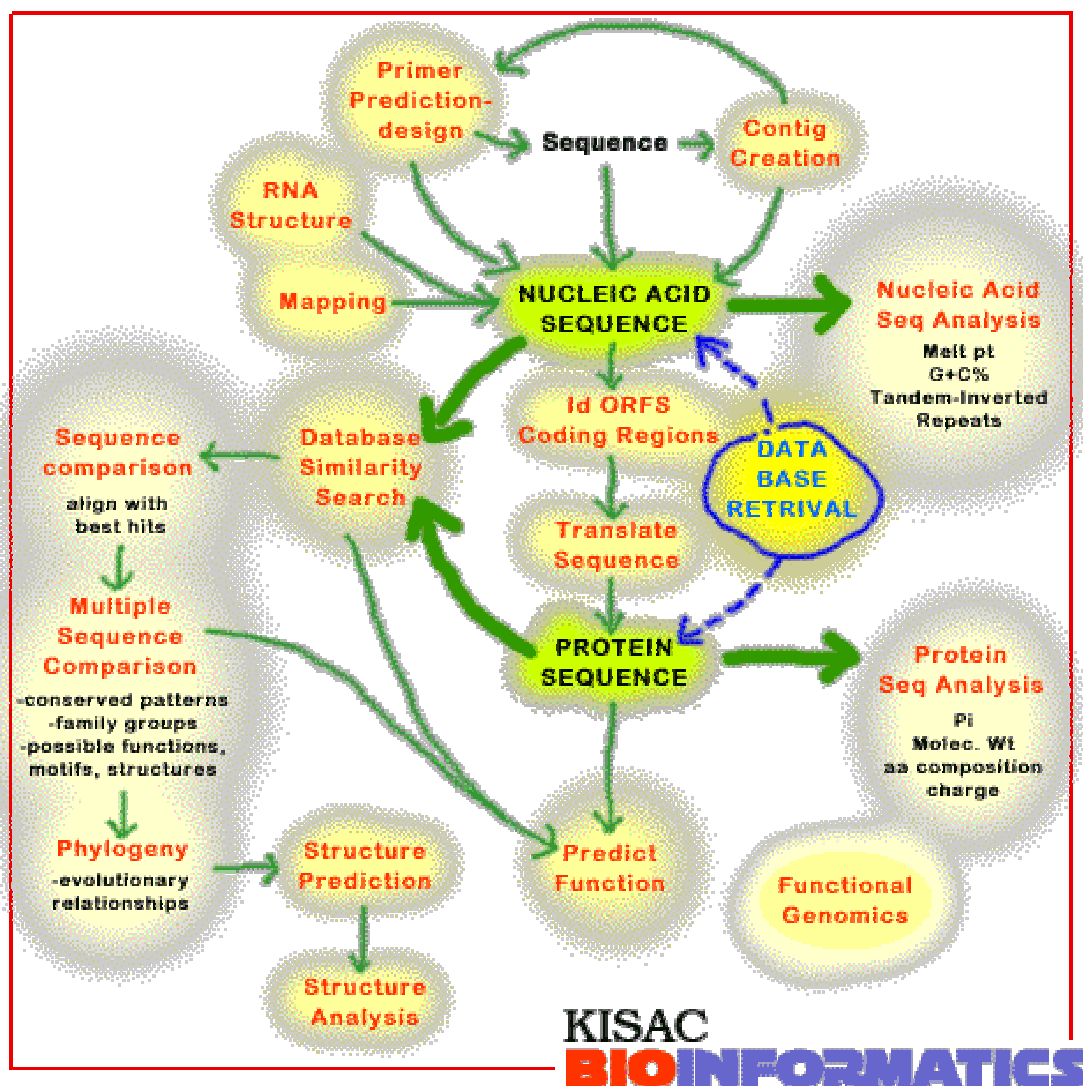 Primer
Prediction-
design
Sequence
Contig
Creation
RNA
Structure
Mapping
NUCLEIC ACID
SEQUENCE
Nucleic Acid
Seq Analysis
Melt pt
G+C%
Tandem-Inverted
Repeats
Id ORFS
Coding Regions
DATA
BASE
RETRIVAL
Sequence
comparison
align with
best hits
Database
Similarity
Search
Translate
Sequence
Multiple
Sequence
Comparison
-conserved patterns
-family groups
-possible functions,
motifs, structures
PROTEIN
SEQUENCE
Protein
Seq Analysis
Pi
Molec. Wt
aa composition
charge
Phylogeny
-evolutionary
relationships
Structure
Prediction
Predict
Function
Functional
Genomics
Structure
Analysis
KISAC
BIOINFORMATICS